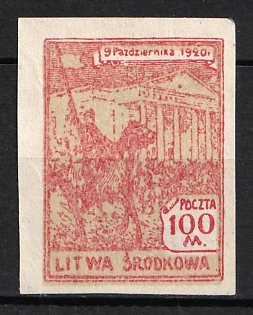 9 Października 1920r.
POCZTA
100
M.
LITWA ŚRODKOWA